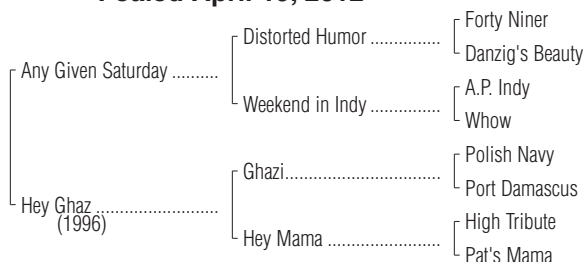 Foaled April 2012
Forty Niner
Distorted Humor ...............
Danzig's Beauty
Any Given Saturday ..........
A.P. Indy
Weekend in Indy ...............
Whow
Polish Navy
Ghazi.................................
Port Damascus
Hey Ghaz ..........................
(1996)
High Tribute
Hey Mama ........................
Pat's Mama